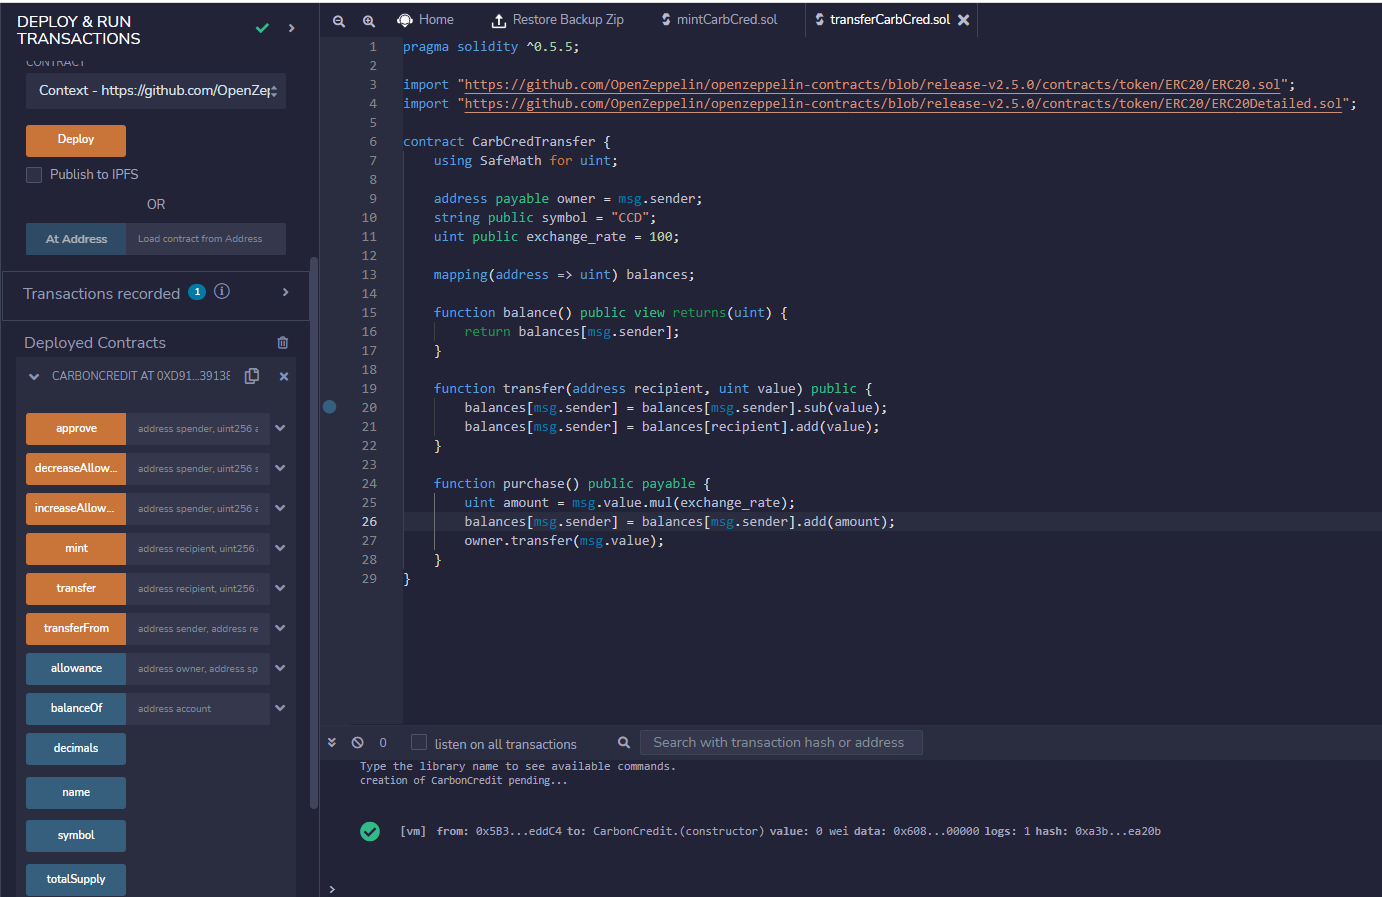 DEPLOY & RUN
TRANSACTIONS
CONTRACT
Context - https://github.com/OpenZep
Deploy
Publish to IPFS
OR
At Address
Load contract from Address
Transactions recorded 1
Deployed Contracts
CARBONCREDIT AT 0XD91...39138
approve address spender, uint256 a
decreaseAllow... address spender, uint256 s
increaseAllow... address spender, uint256 a
mint address recipient, uint256
transfer address recipient, uint256
transferFrom address sender, address re
allowance address owner, address sp
balanceOf address account
decimals
name
symbol
totalSupply
Home Restore Backup Zip mintCarbCred.sol transferCarbCred.sol
1 pragma solidity ^0.5.5;
2
3 import "https://github.com/OpenZeppelin/openzeppelin-contracts/blob/release-v2.5.0/contracts/token/ERC20/ERC20.sol";
4 import "https://github.com/OpenZeppelin/openzeppelin-contracts/blob/release-v2.5.0/contracts/token/ERC20/ERC20Detailed.sol";
5
6 contract CarbCredTransfer {
7 using SafeMath for uint;
8
9 address payable owner = msg.sender;
10 string public symbol = "CCD";
11 uint public exchange_rate = 100;
12
13 mapping(address => uint) balances;
14
15 function balance() public view returns(uint) {
16 return balances[msg.sender];
17 }
18
19 function transfer(address recipient, uint value) public {
20 balances[msg.sender] = balances[msg.sender].sub(value);
21 balances[msg.sender] = balances[recipient].add(value);
22 }
23
24 function purchase() public payable {
25 uint amount = msg.value.mul(exchange_rate);
26 balances[msg.sender] = balances[msg.sender].add(amount);
27 owner.transfer(msg.value);
28 }
29 }
0 listen on all transactions Search with transaction hash or address
Type the library name to see available commands.
creation of CarbonCredit pending...
[vm] from: 0x5B3...eddC4 to: CarbonCredit.(constructor) value: 0 wei data: 0x608...00000 logs: 1 hash: 0xa3b...ea20b
>